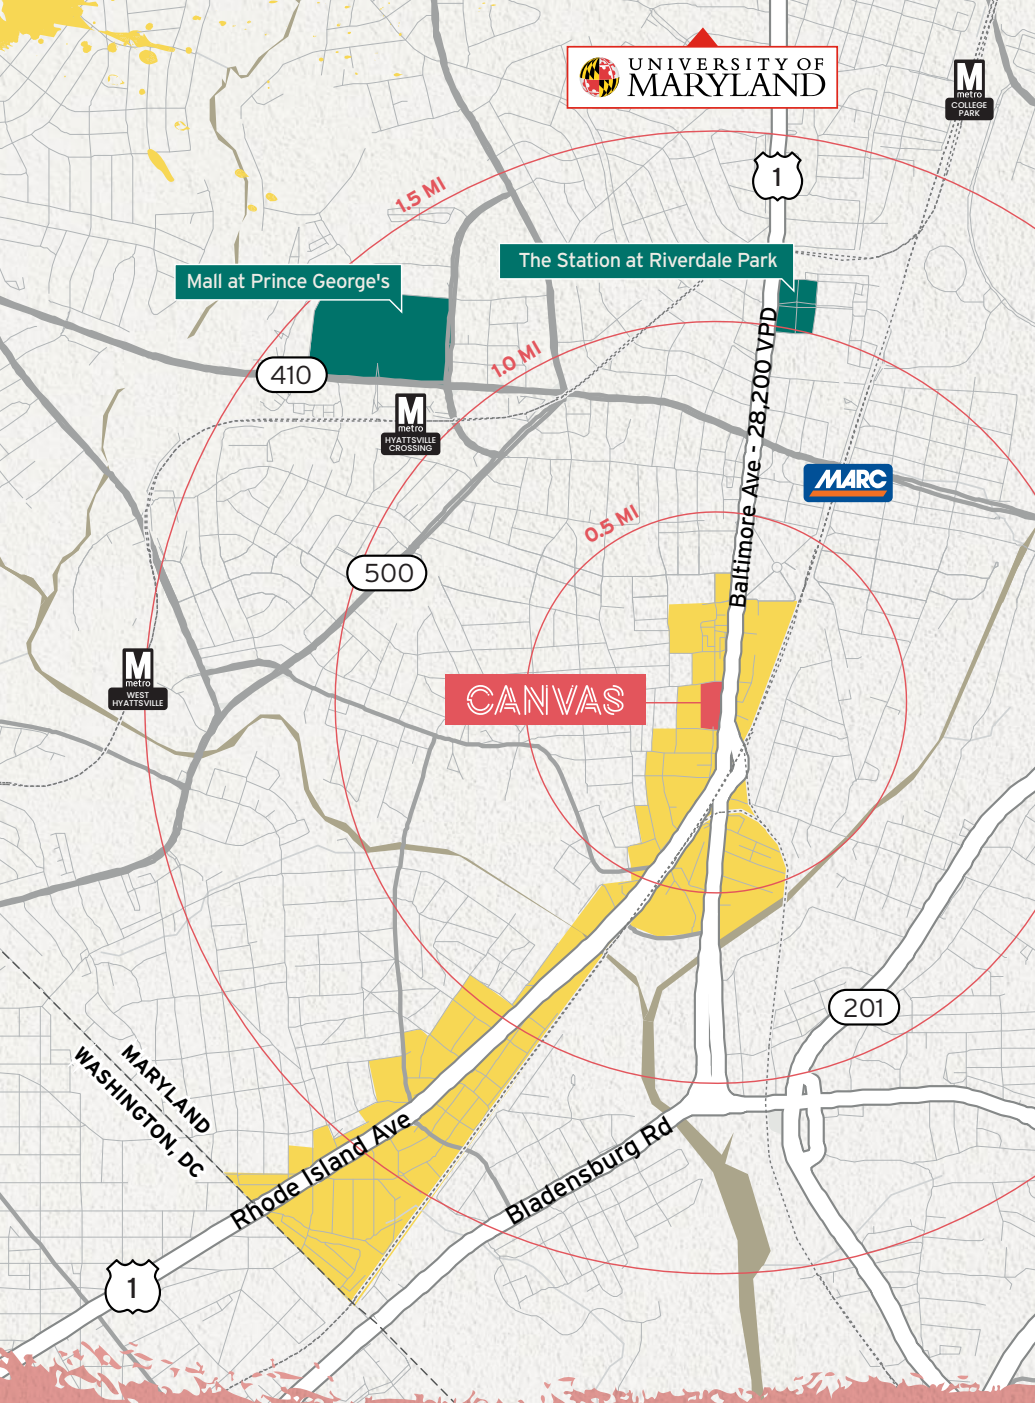 UNIVERSITY OF
MARYLAND
M
metro
COLLEGE
PARK
1
1.5 MI
The Station at Riverdale Park
Mall at Prince George's
1.0 MI
410
M
metro
HYATTSVILLE
CROSSING
Baltimore Ave - 28,200 VPD
MARC
0.5 MI
500
M
metro
WEST
HYATTSVILLE
CANVAS
201
MARYLAND
WASHINGTON, DC
Rhode Island Ave
Bladensburg Rd
1